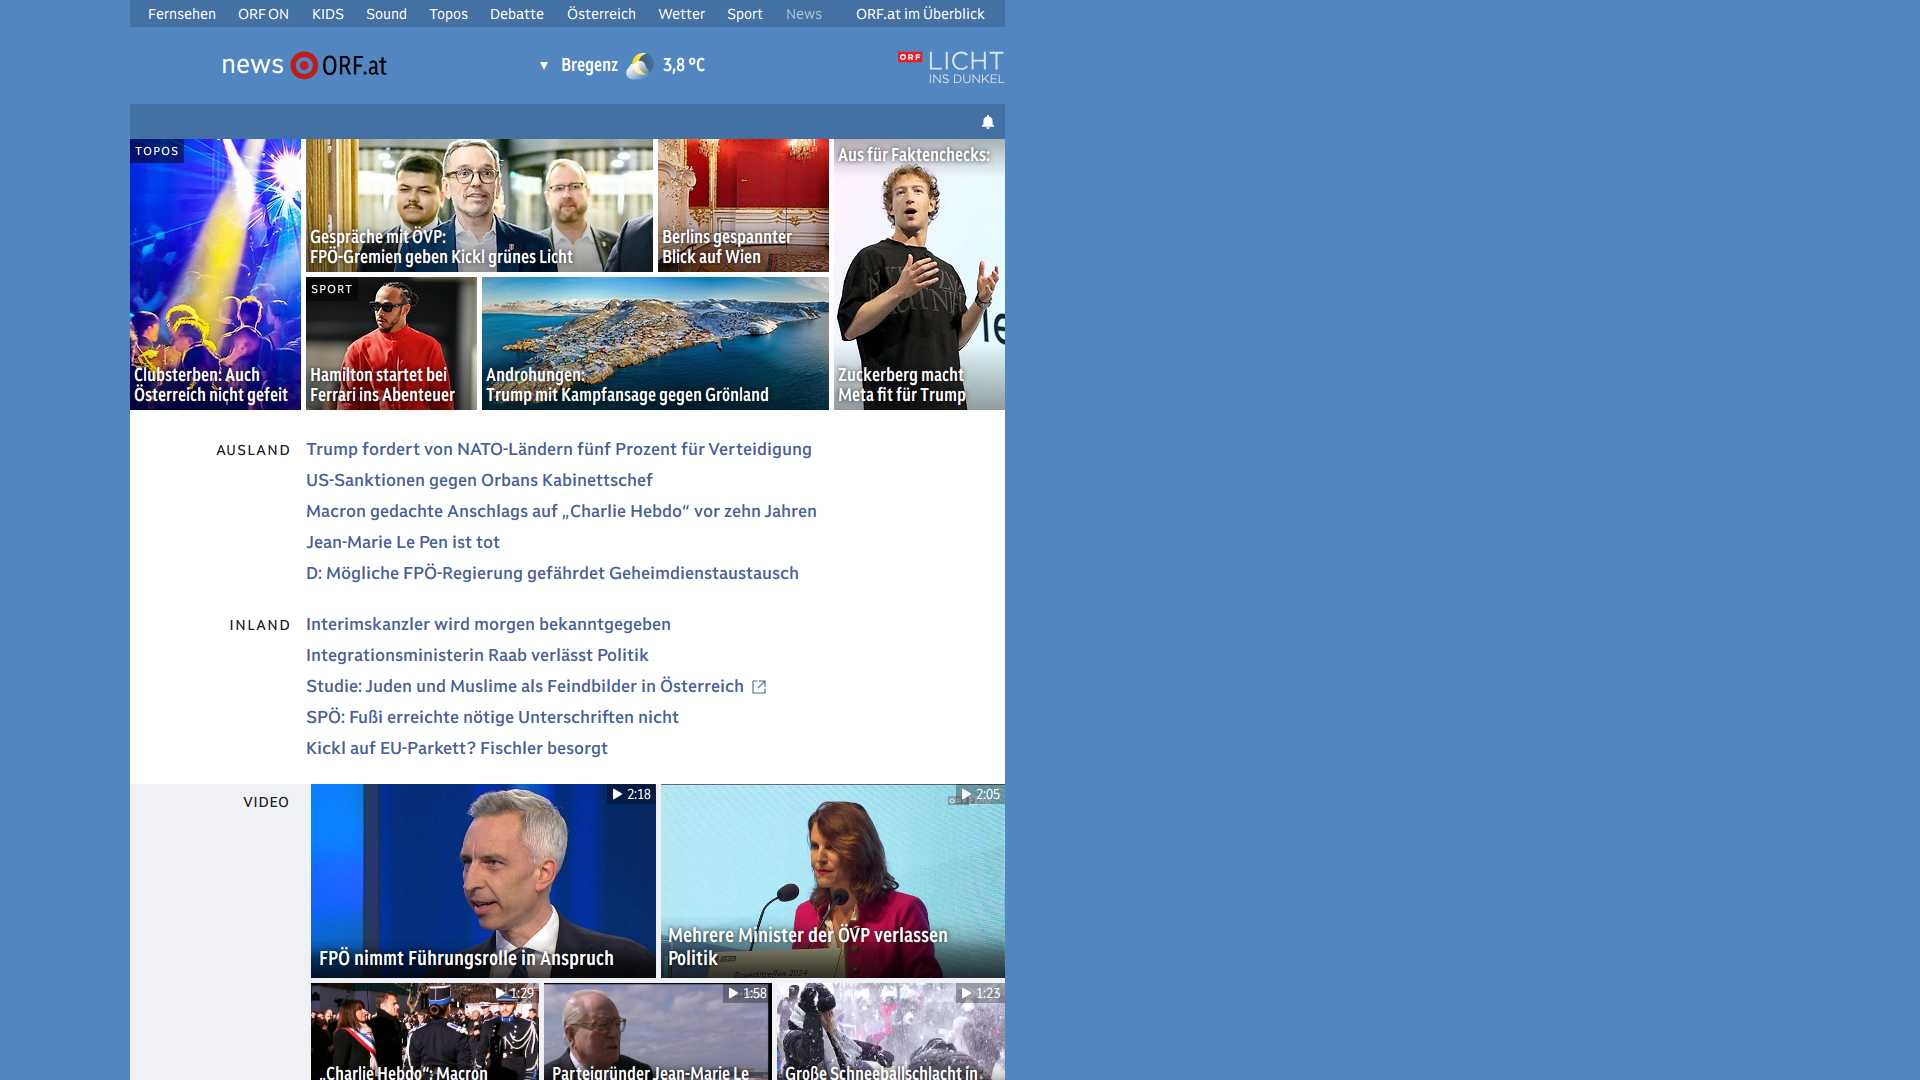 Fernsehen ORF ON KIDS Sound Topos Debatte Österreich Wetter Sport News ORF.at im Überblick
news ORF.at
Bregenz 3,8 °C
ORF LICHT
INS DUNKEL
TOPOS
Clubsterben: Auch
Österreich nicht gefeit
Gespräche mit ÖVP:
FPÖ-Gremien geben Kickl grünes Licht
Berlins gespannter
Blick auf Wien
Aus für Faktenchecks:
Zuckerberg macht
Meta fit für Trump
SPORT
Hamilton startet bei
Ferrari ins Abenteuer
Androhungen:
Trump mit Kampfansage gegen Grönland
AUSLAND
Trump fordert von NATO-Ländern fünf Prozent für Verteidigung
US-Sanktionen gegen Orbans Kabinettschef
Macron gedachte Anschlags auf „Charlie Hebdo“ vor zehn Jahren
Jean-Marie Le Pen ist tot
D: Mögliche FPÖ-Regierung gefährdet Geheimdienstaustausch
INLAND
Interimskanzler wird morgen bekanntgegeben
Integrationsministerin Raab verlässt Politik
Studie: Juden und Muslime als Feindbilder in Österreich
SPÖ: Fußi erreichte nötige Unterschriften nicht
Kickl auf EU-Parkett? Fischler besorgt
VIDEO
2:18
FPÖ nimmt Führungsrolle in Anspruch
2:05
Mehrere Minister der ÖVP verlassen
Politik
1:29
„Charlie Hebdo“: Macron
1:58
Parteigründer Jean-Marie Le
1:23
Große Schneeballschlacht in